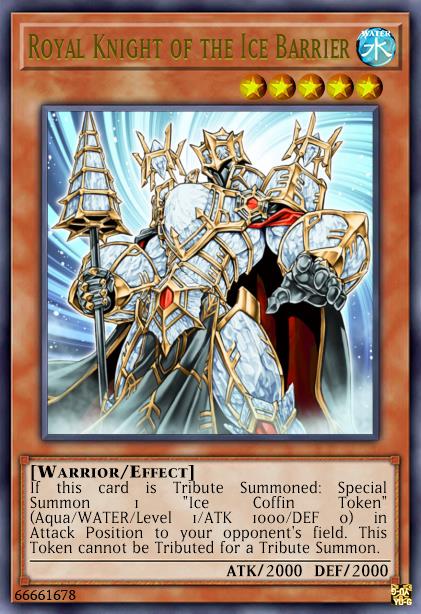 Royal Knight of the Ice Barrier
WATER
水
[Warrior/Effect]
If this card is Tribute Summoned: Special
Summon 1 "Ice Coffin Token"
(Aqua/WATER/Level 1/ATK 1000/DEF 0) in
Attack Position to your opponent's field. This
Token cannot be Tributed for a Tribute Summon.
ATK/2000 DEF/2000
66661678